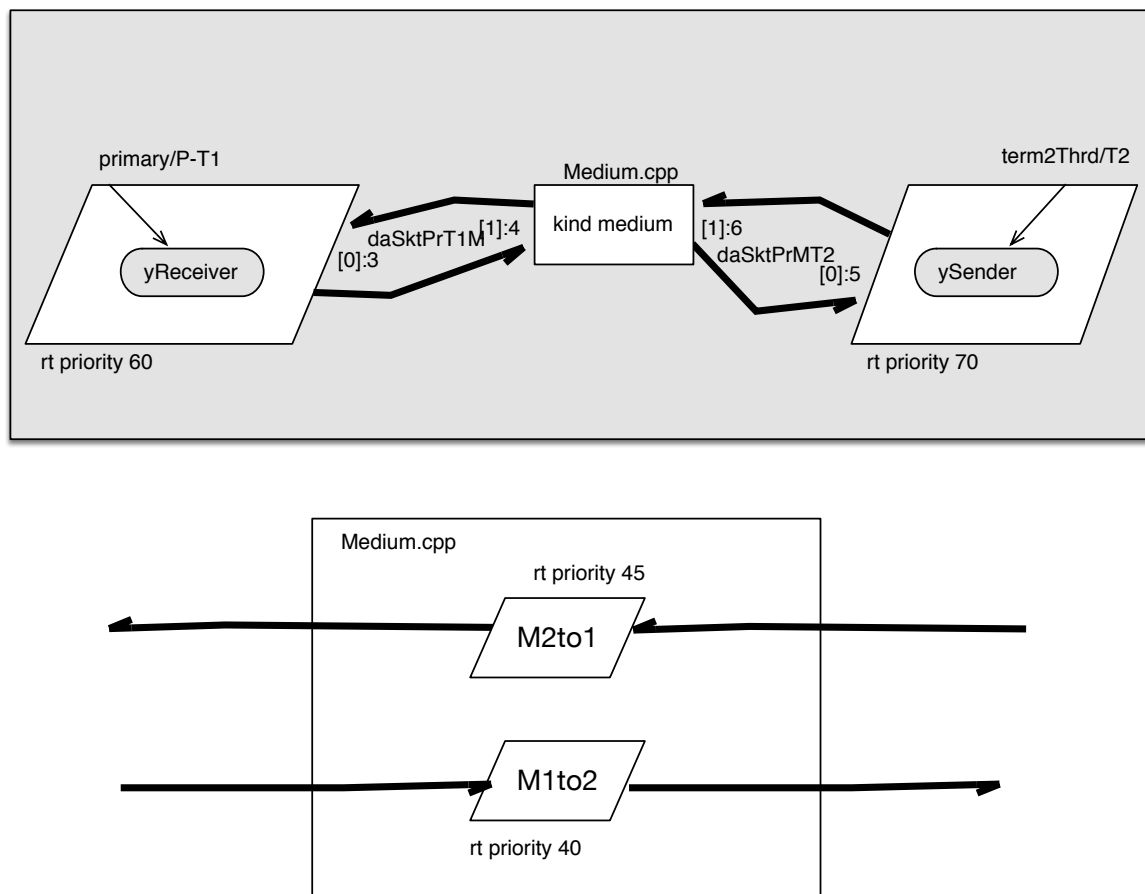 primary/P-T1
term2Thrd/T2
Medium.cpp
yReceiver
daSktPrT1M
[1]:4
kind medium
[1]:6
daSktPrMT2
ySender
[0]:3
[0]:5
rt priority 60
rt priority 70
Medium.cpp
rt priority 45
M2to1
M1to2
rt priority 40